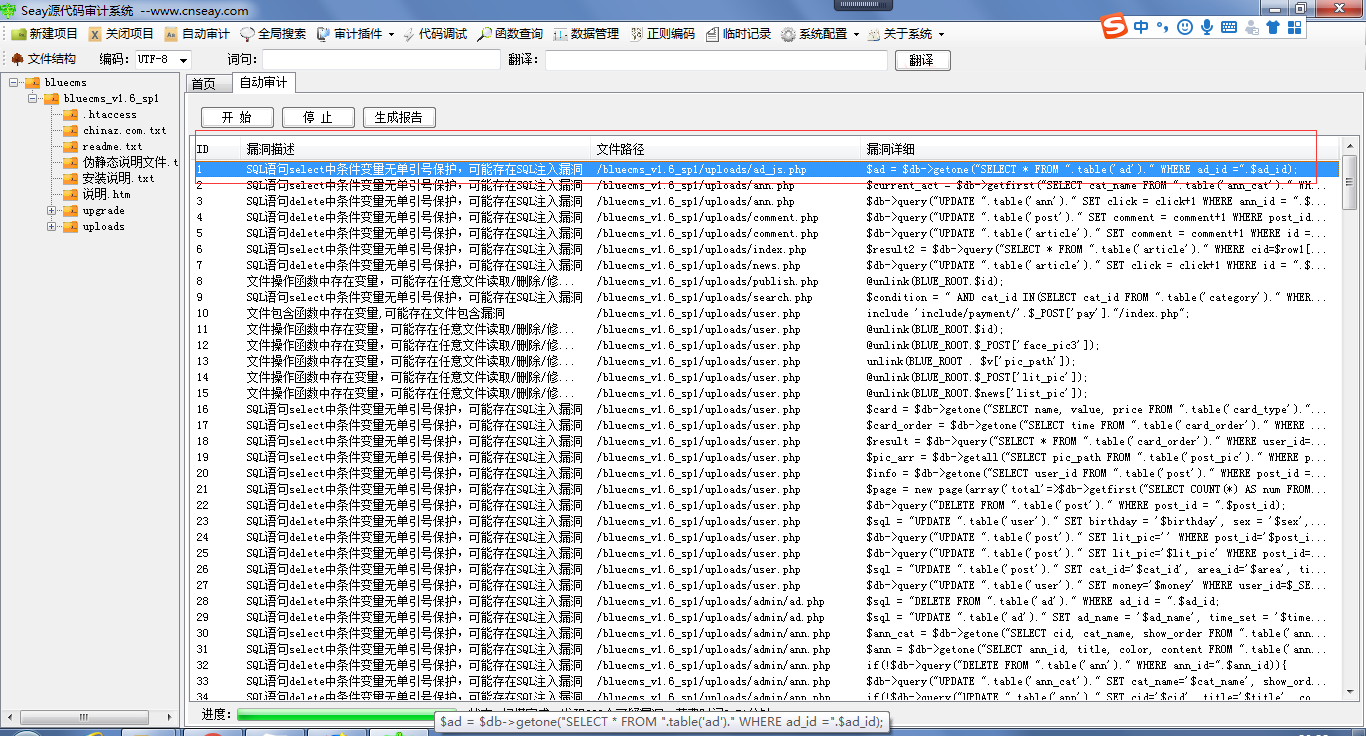 Seay源代码审计系统 --www.cnseay.com
新建项目 关闭项目 自动审计 全局搜索 审计插件 代码调试 函数查询 数据管理 正则编码 临时记录 系统配置 关于系统
中
文件结构 编码: UTF-8 词句: 翻译: 翻译
首页 自动审计
bluecms
bluecms_v1.6_sp1
.htaccess
chinaz.com.txt
readme.txt
伪静态说明文件.t
安装说明.txt
说明.htm
upgrade
uploads
开 始 停 止 生成报告
ID 漏洞描述 文件路径 漏洞详细
1 SQL语句select中条件变量无单引号保护，可能存在SQL注入漏洞 /bluecms_v1.6_sp1/uploads/ad_js.php $ad = $db->getone("SELECT * FROM ".table('ad')." WHERE ad_id =".$ad_id);
2 SQL语句select中条件变量无单引号保护，可能存在SQL注入漏洞 /bluecms_v1.6_sp1/uploads/ann.php $current_act = $db->getfirst("SELECT cat_name FROM ".table('ann_cat')." WH...
3 SQL语句delete中条件变量无单引号保护，可能存在SQL注入漏洞 /bluecms_v1.6_sp1/uploads/ann.php $db->query("UPDATE ".table('ann')." SET click = click+1 WHERE ann_id = ".$...
4 SQL语句delete中条件变量无单引号保护，可能存在SQL注入漏洞 /bluecms_v1.6_sp1/uploads/comment.php $db->query("UPDATE ".table('post')." SET comment = comment+1 WHERE post_id...
5 SQL语句delete中条件变量无单引号保护，可能存在SQL注入漏洞 /bluecms_v1.6_sp1/uploads/comment.php $db->query("UPDATE ".table('article')." SET comment = comment+1 WHERE id =...
6 SQL语句select中条件变量无单引号保护，可能存在SQL注入漏洞 /bluecms_v1.6_sp1/uploads/index.php $result2 = $db->query("SELECT * FROM ".table('article')." WHERE cid=$row1[...
7 SQL语句delete中条件变量无单引号保护，可能存在SQL注入漏洞 /bluecms_v1.6_sp1/uploads/news.php $db->query("UPDATE ".table('article')." SET click = click+1 WHERE id = ".$...
8 文件操作函数中存在变量，可能存在任意文件读取/删除/修... /bluecms_v1.6_sp1/uploads/publish.php @unlink(BLUE_ROOT.$id);
9 SQL语句select中条件变量无单引号保护，可能存在SQL注入漏洞 /bluecms_v1.6_sp1/uploads/search.php $condition = " AND cat_id IN(SELECT cat_id FROM ".table('category')." WHER...
10 文件包含函数中存在变量,可能存在文件包含漏洞 /bluecms_v1.6_sp1/uploads/user.php include 'include/payment/'.$_POST['pay']."/index.php";
11 文件操作函数中存在变量，可能存在任意文件读取/删除/修... /bluecms_v1.6_sp1/uploads/user.php @unlink(BLUE_ROOT.$id);
12 文件操作函数中存在变量，可能存在任意文件读取/删除/修... /bluecms_v1.6_sp1/uploads/user.php @unlink(BLUE_ROOT.$_POST['face_pic3']);
13 文件操作函数中存在变量，可能存在任意文件读取/删除/修... /bluecms_v1.6_sp1/uploads/user.php unlink(BLUE_ROOT . $v['pic_path']);
14 文件操作函数中存在变量，可能存在任意文件读取/删除/修... /bluecms_v1.6_sp1/uploads/user.php @unlink(BLUE_ROOT.$_POST['lit_pic']);
15 文件操作函数中存在变量，可能存在任意文件读取/删除/修... /bluecms_v1.6_sp1/uploads/user.php @unlink(BLUE_ROOT.$news['list_pic']);
16 SQL语句select中条件变量无单引号保护，可能存在SQL注入漏洞 /bluecms_v1.6_sp1/uploads/user.php $card = $db->getone("SELECT name, value, price FROM ".table('card_type')."...
17 SQL语句select中条件变量无单引号保护，可能存在SQL注入漏洞 /bluecms_v1.6_sp1/uploads/user.php $card_order = $db->getone("SELECT time FROM ".table('card_order')." WHERE ...
18 SQL语句select中条件变量无单引号保护，可能存在SQL注入漏洞 /bluecms_v1.6_sp1/uploads/user.php $result = $db->query("SELECT * FROM ".table('card_order')." WHERE user_id=...
19 SQL语句select中条件变量无单引号保护，可能存在SQL注入漏洞 /bluecms_v1.6_sp1/uploads/user.php $pic_arr = $db->getall("SELECT pic_path FROM ".table('post_pic')." WHERE p...
20 SQL语句select中条件变量无单引号保护，可能存在SQL注入漏洞 /bluecms_v1.6_sp1/uploads/user.php $info = $db->getone("SELECT user_id FROM ".table('post')." WHERE post_id =...
21 SQL语句select中条件变量无单引号保护，可能存在SQL注入漏洞 /bluecms_v1.6_sp1/uploads/user.php $page = new page(array('total'=>$db->getfirst("SELECT COUNT(*) AS num FROM...
22 SQL语句delete中条件变量无单引号保护，可能存在SQL注入漏洞 /bluecms_v1.6_sp1/uploads/user.php $db->query("DELETE FROM ".table('post')." WHERE post_id = ".$post_id);
23 SQL语句delete中条件变量无单引号保护，可能存在SQL注入漏洞 /bluecms_v1.6_sp1/uploads/user.php $sql = "UPDATE ".table('user')." SET birthday = '$birthday', sex = '$sex',...
24 SQL语句delete中条件变量无单引号保护，可能存在SQL注入漏洞 /bluecms_v1.6_sp1/uploads/user.php $db->query("UPDATE ".table('post')." SET lit_pic='' WHERE post_id='$post_i...
25 SQL语句delete中条件变量无单引号保护，可能存在SQL注入漏洞 /bluecms_v1.6_sp1/uploads/user.php $db->query("UPDATE ".table('post')." SET lit_pic='$lit_pic' WHERE post_id=...
26 SQL语句delete中条件变量无单引号保护，可能存在SQL注入漏洞 /bluecms_v1.6_sp1/uploads/user.php $sql = "UPDATE ".table('post')." SET cat_id='$cat_id', area_id='$area', ti...
27 SQL语句delete中条件变量无单引号保护，可能存在SQL注入漏洞 /bluecms_v1.6_sp1/uploads/user.php $db->query("UPDATE ".table('user')." SET money='$money' WHERE user_id=$_SE...
28 SQL语句delete中条件变量无单引号保护，可能存在SQL注入漏洞 /bluecms_v1.6_sp1/uploads/admin/ad.php $sql = "DELETE FROM ".table('ad')." WHERE ad_id = ".$ad_id;
29 SQL语句delete中条件变量无单引号保护，可能存在SQL注入漏洞 /bluecms_v1.6_sp1/uploads/admin/ad.php $sql = "UPDATE ".table('ad')." SET ad_name = '$ad_name', time_set = '$time...
30 SQL语句select中条件变量无单引号保护，可能存在SQL注入漏洞 /bluecms_v1.6_sp1/uploads/admin/ann.php $ann_cat = $db->getone("SELECT cid, cat_name, show_order FROM ".table('ann...
31 SQL语句select中条件变量无单引号保护，可能存在SQL注入漏洞 /bluecms_v1.6_sp1/uploads/admin/ann.php $ann = $db->getone("SELECT ann_id, title, color, content FROM ".table('ann...
32 SQL语句delete中条件变量无单引号保护，可能存在SQL注入漏洞 /bluecms_v1.6_sp1/uploads/admin/ann.php if(!$db->query("DELETE FROM ".table('ann')." WHERE ann_id=".$ann_id)){
33 SQL语句delete中条件变量无单引号保护，可能存在SQL注入漏洞 /bluecms_v1.6_sp1/uploads/admin/ann.php $db->query("UPDATE ".table('ann_cat')." SET cat_name='$cat_name', show_ord...
34 SQL语句delete中条件变量无单引号保护，可能存在SQL注入漏洞 /bluecms_v1.6_sp1/uploads/admin/ann.php if(!$db->query("UPDATE ".table('ann')." SET cid='$cid', title='$title', co...
进度:
$ad = $db->getone("SELECT * FROM ".table('ad')." WHERE ad_id =".$ad_id);